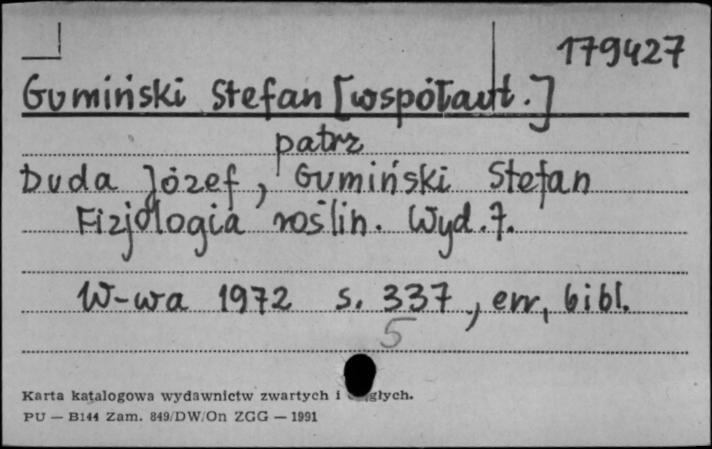 179427
Gumiński Stefan [współaut.]
patrz
Duda Józef, Gumiński Stefan
Fizjologia roślin. Wyd. 7.
W-wa 1972 s. 337, err, bibl.
5
Karta katalogowa wydawnictw zwartych i
PU — B144 Zam. 849/DW/On ZGG — 1991